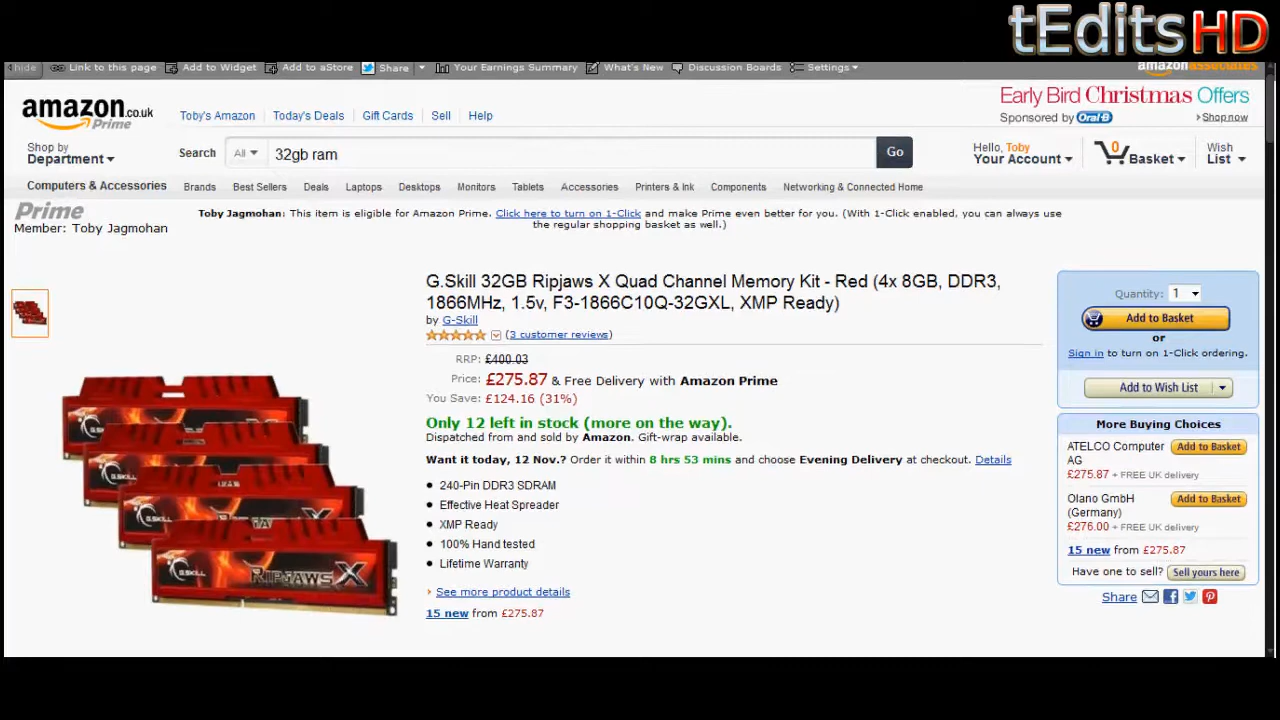 tEditsHD
hide Link to this page Add to Widget Add to aStore Share Your Earnings Summary What's New Discussion Boards Settings
amazon associates
amazon.co.uk
Prime
Toby's Amazon Today's Deals Gift Cards Sell Help
Early Bird Christmas Offers
Sponsored by Oral-B Shop now
Shop by
Department
Search All 32gb ram Go
Hello, Toby
Your Account
0
Basket
Wish
List
Computers & Accessories Brands Best Sellers Deals Laptops Desktops Monitors Tablets Accessories Printers & Ink Components Networking & Connected Home
Prime
Member: Toby Jagmohan
Toby Jagmohan: This item is eligible for Amazon Prime. Click here to turn on 1-Click and make Prime even better for you. (With 1-Click enabled, you can always use
the regular shopping basket as well.)
G.Skill 32GB Ripjaws X Quad Channel Memory Kit - Red (4x 8GB, DDR3,
1866MHz, 1.5v, F3-1866C10Q-32GXL, XMP Ready)
by G-Skill
(3 customer reviews)
RRP: £400.03
Price: £275.87 & Free Delivery with Amazon Prime
You Save: £124.16 (31%)
Only 12 left in stock (more on the way).
Dispatched from and sold by Amazon. Gift-wrap available.
Want it today, 12 Nov.? Order it within 8 hrs 53 mins and choose Evening Delivery at checkout. Details
240-Pin DDR3 SDRAM
Effective Heat Spreader
XMP Ready
100% Hand tested
Lifetime Warranty
See more product details
15 new from £275.87
G.SKILL
G.SKILL
G.SKILL
G.SKILL RIPJAWS X
Quantity: 1
Add to Basket
or
Sign in to turn on 1-Click ordering.
Add to Wish List
More Buying Choices
ATELCO Computer
AG
Add to Basket
£275.87 + FREE UK delivery
Olano GmbH
(Germany)
Add to Basket
£276.00 + FREE UK delivery
15 new from £275.87
Have one to sell? Sell yours here
Share